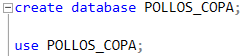 create database POLLOS_COPA;
use POLLOS_COPA;